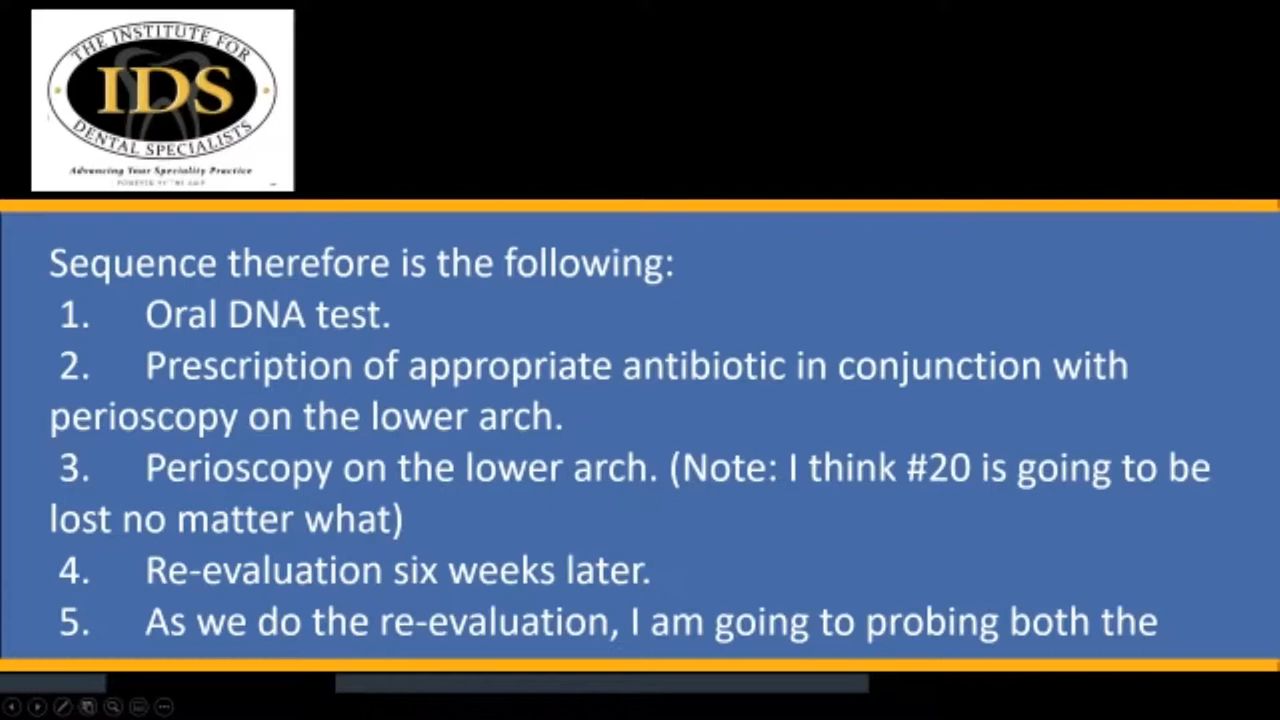 THE INSTITUTE FOR
IDS
DENTAL SPECIALISTS
Advancing Your Speciality Practice
Sequence therefore is the following:
1. Oral DNA test.
2. Prescription of appropriate antibiotic in conjunction with
perioscopy on the lower arch.
3. Perioscopy on the lower arch. (Note: I think #20 is going to be
lost no matter what)
4. Re-evaluation six weeks later.
5. As we do the re-evaluation, I am going to probing both the